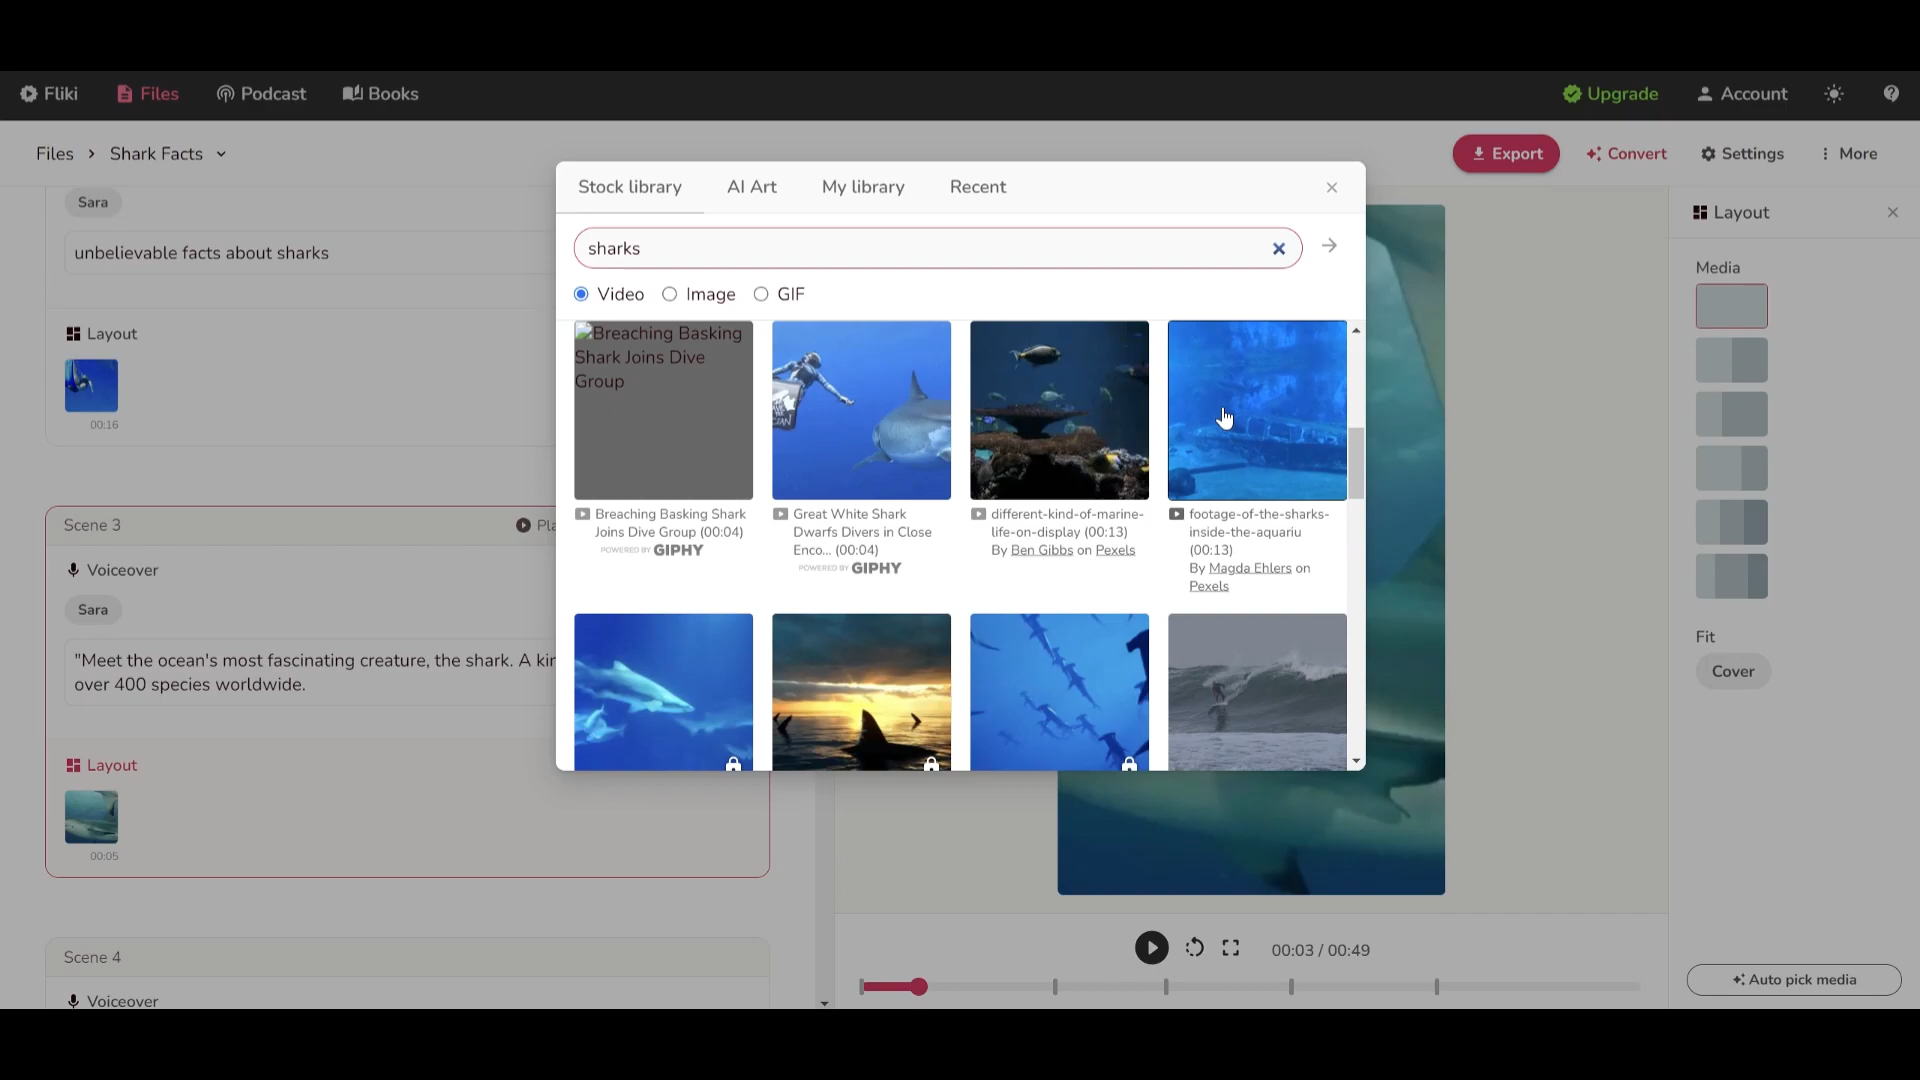 Fliki
Files
Podcast
Books
Upgrade
Account
Files > Shark Facts
Export
Convert
Settings
More
Sara
unbelievable facts about sharks
Layout
00:16
Scene 3
Voiceover
Sara
"Meet the ocean's most fascinating creature, the shark. A
over 400 species worldwide.
Layout
00:05
Scene 4
Voiceover
Stock library
AI Art
My library
Recent
sharks
Video
Image
GIF
Breaching Basking
Shark Joins Dive
Group
Breaching Basking Shark
Joins Dive Group (00:04)
POWERED BY GIPHY
Great White Shark
Dwarfs Divers in Close
Enco... (00:04)
POWERED BY GIPHY
different-kind-of-marine-
life-on-display (00:13)
By Ben Gibbs on Pexels
footage-of-the-sharks-
inside-the-aquariu
(00:13)
By Magda Ehlers on
Pexels
00:03 / 00:49
Layout
Media
Fit
Cover
Auto pick media